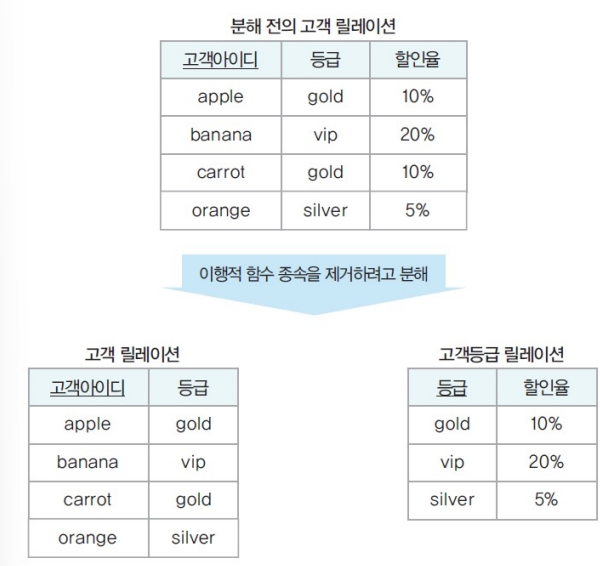 분해 전의 고객 릴레이션
고객아이디 등급 할인율
apple gold 10%
banana vip 20%
carrot gold 10%
orange silver 5%
이행적 함수 종속을 제거하려고 분해
고객 릴레이션
고객아이디 등급
apple gold
banana vip
carrot gold
orange silver
고객등급 릴레이션
등급 할인율
gold 10%
vip 20%
silver 5%